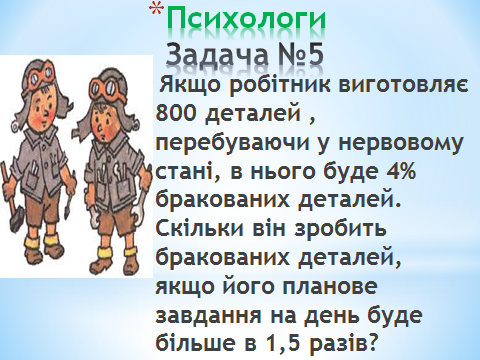 *Психологи
Задача №5
Якщо робітник виготовляє
800 деталей ,
перебуваючи у нервовому
стані, в нього буде 4%
бракованих деталей.
Скільки він зробить
бракованих деталей,
якщо його планове
завдання на день буде
більше в 1,5 разів?